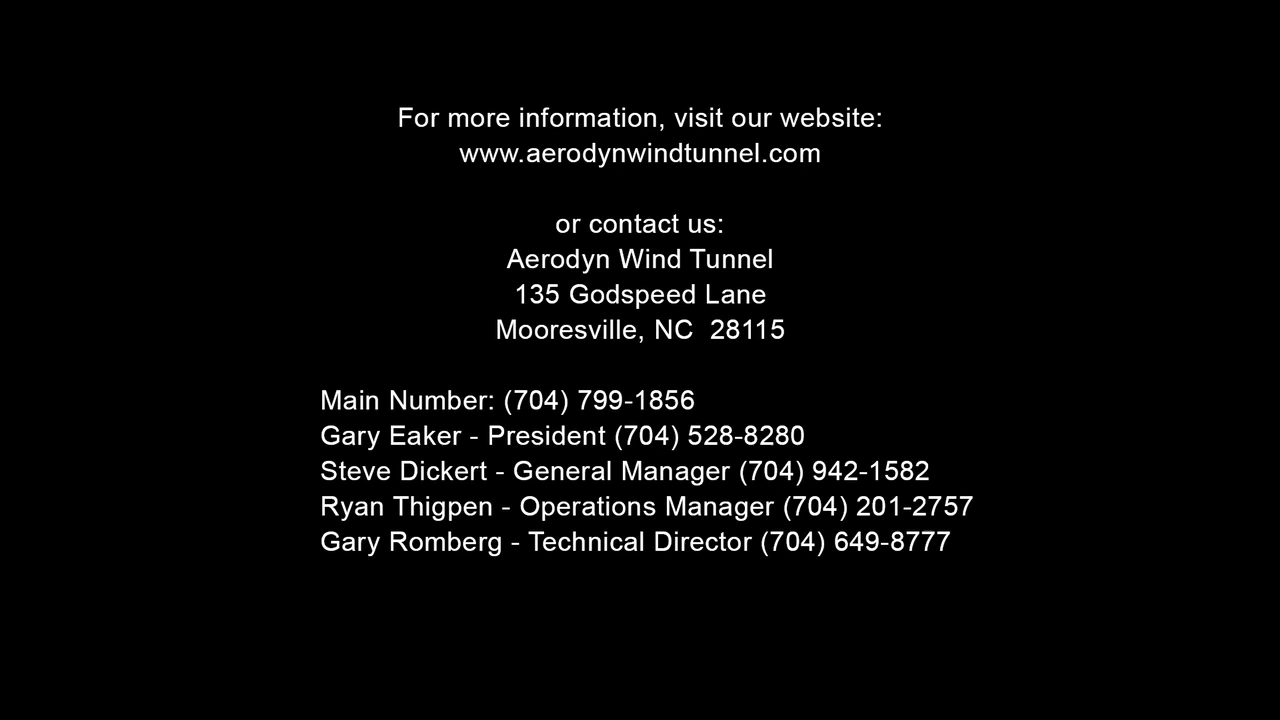 For more information, visit our website:
www.aerodynwindtunnel.com
or contact us:
Aerodyn Wind Tunnel
135 Godspeed Lane
Mooresville, NC  28115
Main Number: (704) 799-1856
Gary Eaker - President (704) 528-8280
Steve Dickert - General Manager (704) 942-1582
Ryan Thigpen - Operations Manager (704) 201-2757
Gary Romberg - Technical Director (704) 649-8777